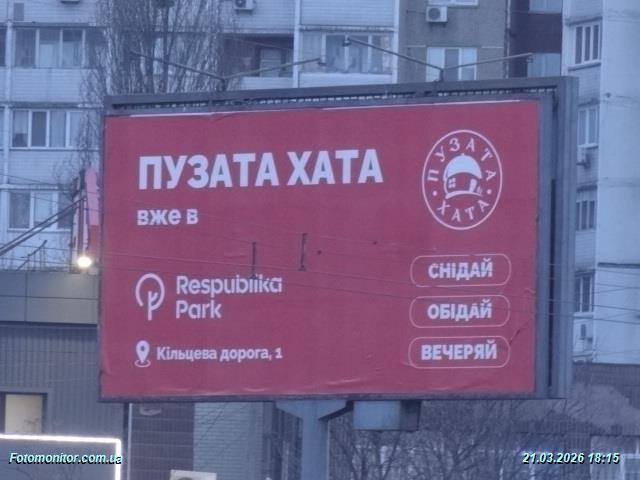 ПУЗАТА ХАТА
вже в
Respublika
Park
Кільцева дорога, 1
ПУЗАТА
ХАТА
СНІДАЙ
ОБІДАЙ
ВЕЧЕРЯЙ
Fotomonitor.com.ua
21.03.2026 18:15